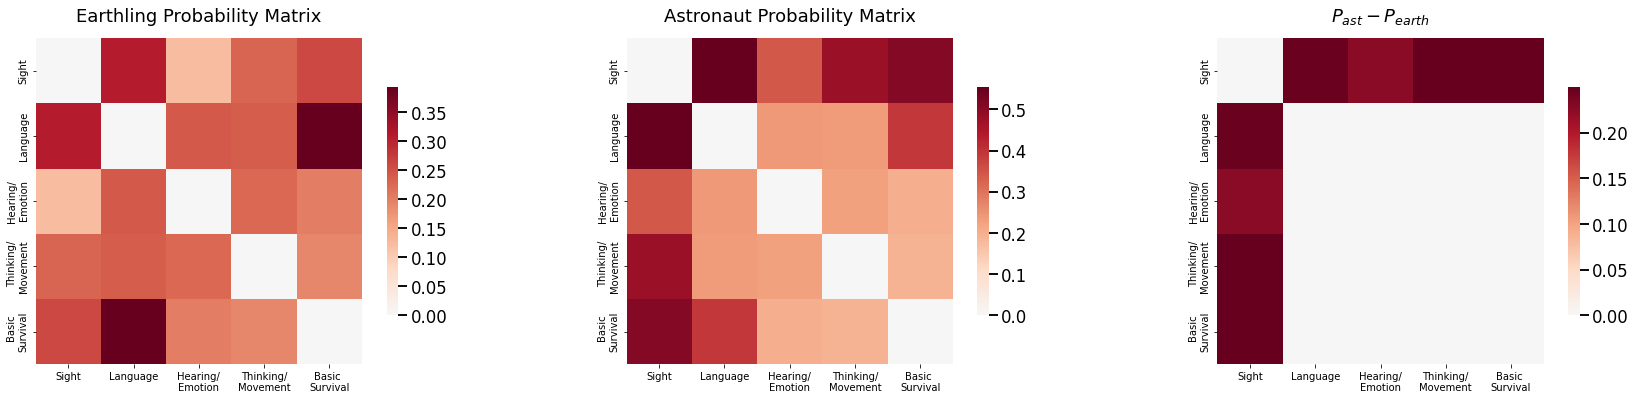 Earthling Probability Matrix
Sight
Language
Hearing/
Emotion
Thinking/
Movement
Basic
Survival
Sight
Language
Hearing/
Emotion
Thinking/
Movement
Basic
Survival
0.35
0.30
0.25
0.20
0.15
0.10
0.05
0.00
Astronaut Probability Matrix
Sight
Language
Hearing/
Emotion
Thinking/
Movement
Basic
Survival
Sight
Language
Hearing/
Emotion
Thinking/
Movement
Basic
Survival
0.5
0.4
0.3
0.2
0.1
0.0
P_ast − P_earth
Sight
Language
Hearing/
Emotion
Thinking/
Movement
Basic
Survival
Sight
Language
Hearing/
Emotion
Thinking/
Movement
Basic
Survival
0.20
0.15
0.10
0.05
0.00